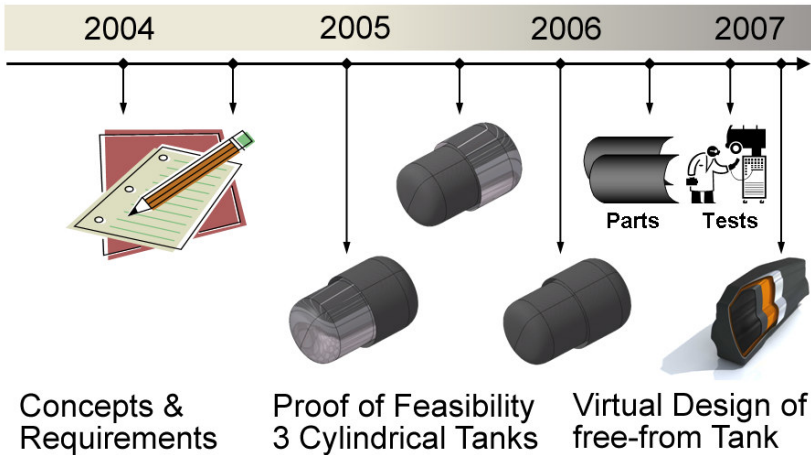 2004 2005 2006 2007
Parts Tests
Concepts & Requirements
Proof of Feasibility
3 Cylindrical Tanks
Virtual Design of
free-from Tank